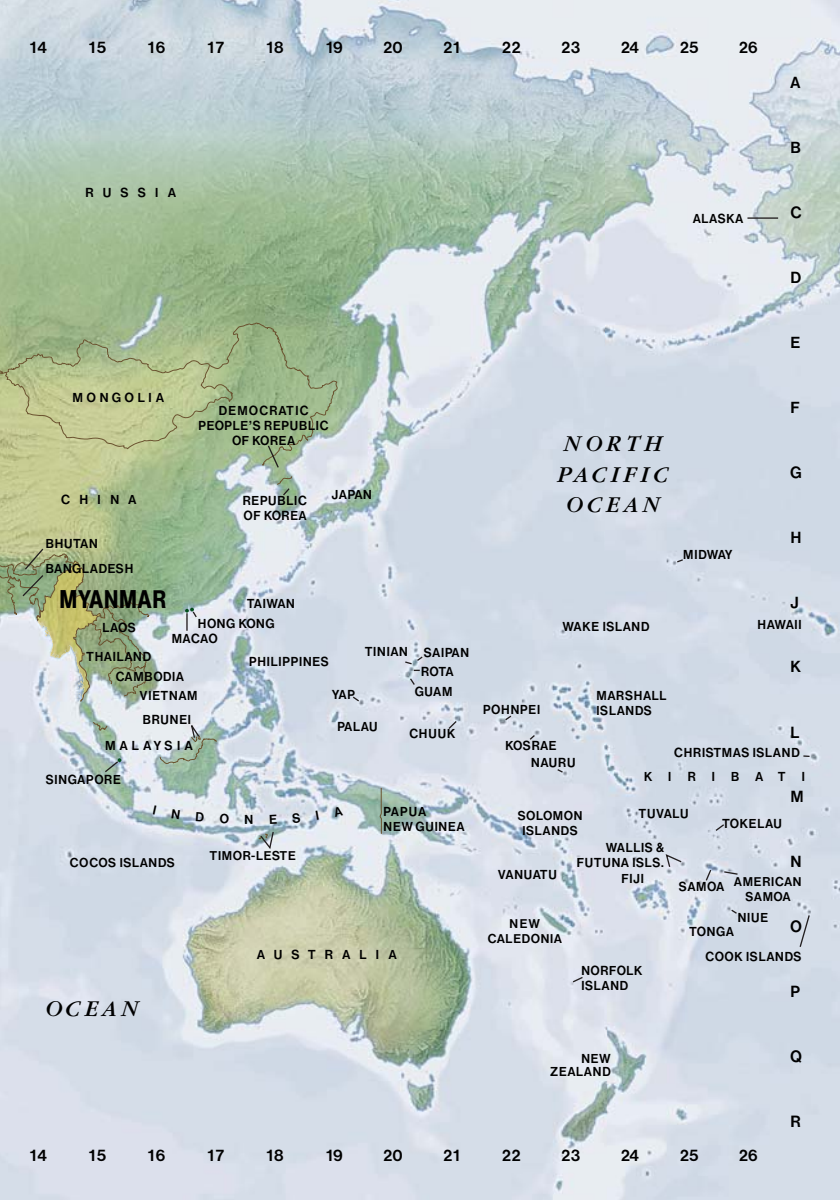 14 15 16 17 18 19 20 21 22 23 24 25 26
A
B
RUSSIA
C
ALASKA
D
E
MONGOLIA
F
DEMOCRATIC
PEOPLE'S REPUBLIC
OF KOREA
NORTH
PACIFIC
OCEAN
G
CHINA
REPUBLIC
OF KOREA
JAPAN
H
BHUTAN
MIDWAY
BANGLADESH
MYANMAR
J
TAIWAN
HONG KONG
MACAO
LAOS
WAKE ISLAND
HAWAII
THAILAND
TINIAN
SAIPAN
ROTA
GUAM
K
PHILIPPINES
CAMBODIA
VIETNAM
YAP
MARSHALL
ISLANDS
BRUNEI
PALAU
CHUUK
POHNPEI
L
MALAYSIA
KOSRAE
NAURU
CHRISTMAS ISLAND
SINGAPORE
KIRIBATI
M
INDONESIA
PAPUA
NEW GUINEA
SOLOMON
ISLANDS
TUVALU
TOKELAU
TIMOR-LESTE
COCOS ISLANDS
WALLIS &
FUTUNA ISLS.
FIJI
N
VANUATU
SAMOA
AMERICAN
SAMOA
NIUE
O
NEW
CALEDONIA
TONGA
COOK ISLANDS
AUSTRALIA
NORFOLK
ISLAND
P
OCEAN
Q
NEW
ZEALAND
R
14 15 16 17 18 19 20 21 22 23 24 25 26